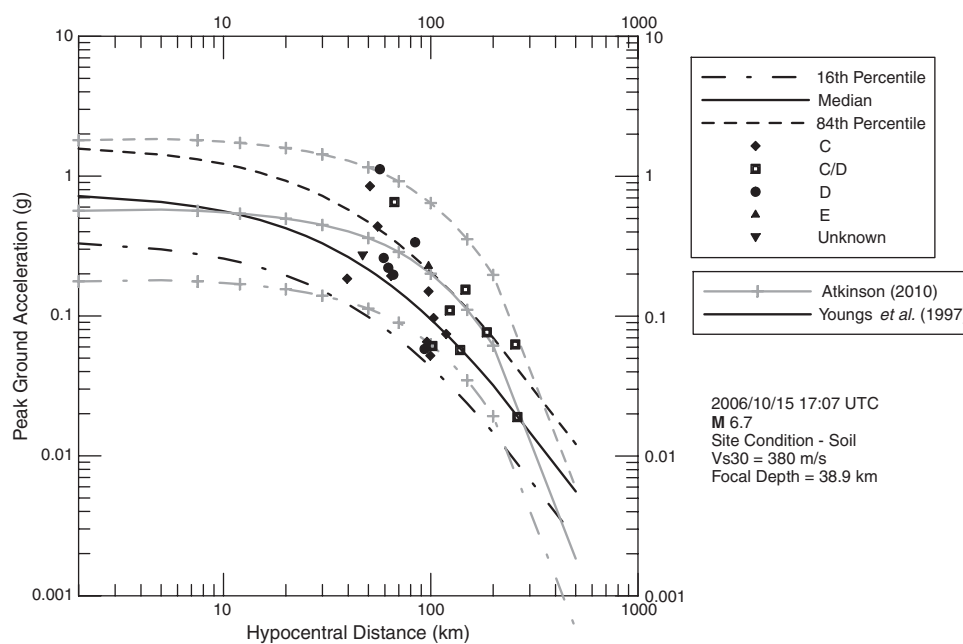 10 100 1000
10 10
1 1
0.1 0.1
0.01 0.01
0.001 0.001
10 100 1000
Peak Ground Acceleration (g)
Hypocentral Distance (km)
16th Percentile
Median
84th Percentile
C
C/D
D
E
Unknown
Atkinson (2010)
Youngs et al. (1997
2006/10/15 17:07 UTC
M 6.7
Site Condition - Soil
Vs30 = 380 m/s
Focal Depth = 38.9 km